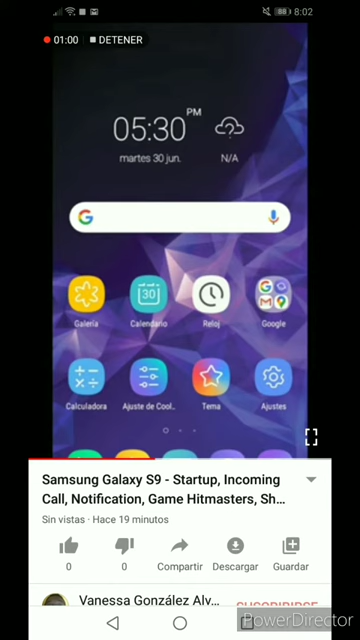 88 8:02
01:00 DETENER
05:30 PM
martes 30 jun. N/A
Galería Calendario Reloj Google
Calculadora Ajuste de Cool.. Tema Ajustes
Samsung Galaxy S9 - Startup, Incoming
Call, Notification, Game Hitmasters, Sh...
Sin vistas · Hace 19 minutos
0 0 Compartir Descargar Guardar
Vanessa González Alv...
SUSCRIBIRSE
PowerDirector